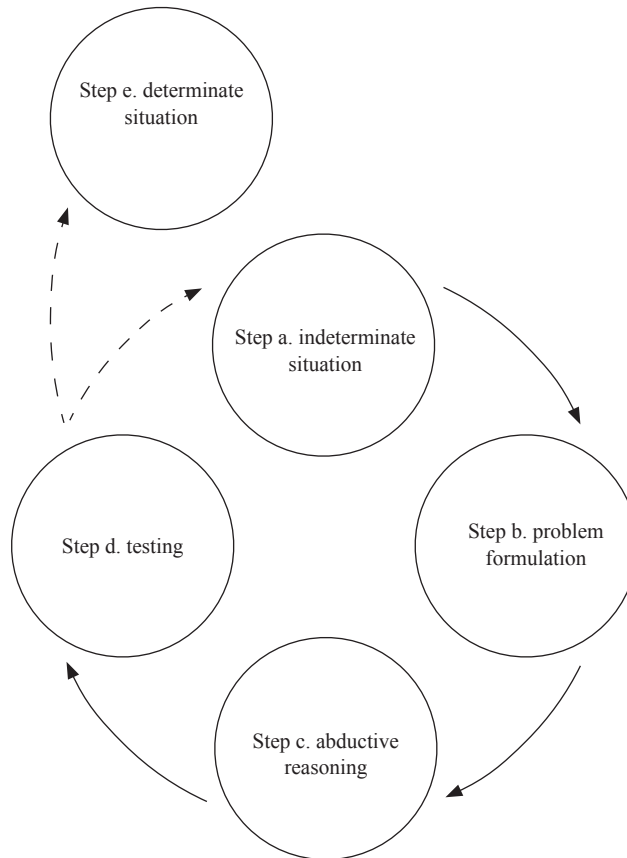 Step e. determinate
situation
Step a. indeterminate
situation
Step b. problem
formulation
Step c. abductive
reasoning
Step d. testing